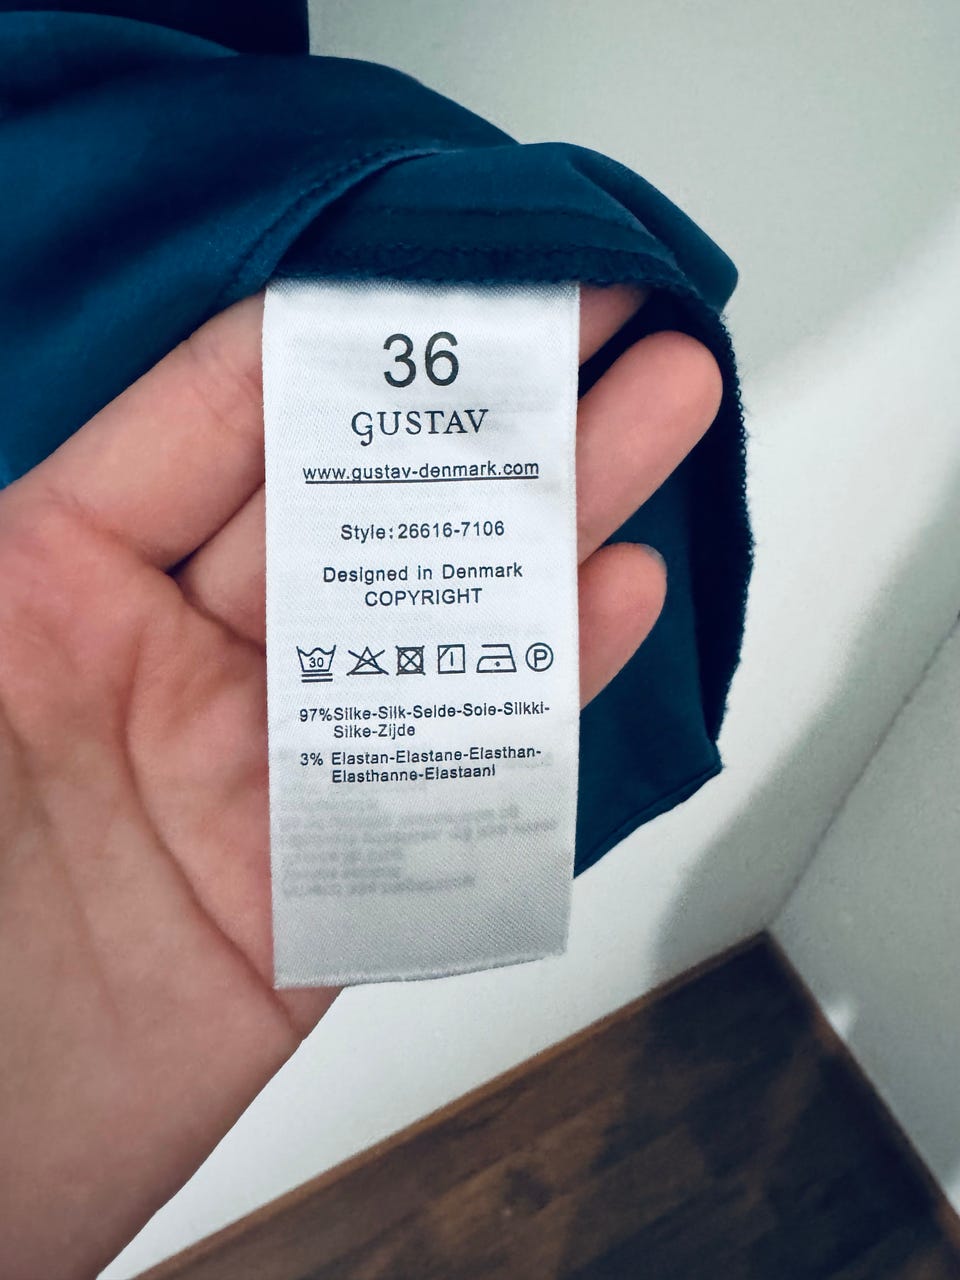 36
GUSTAV
www.gustav-denmark.com
Style: 26616-7106
Designed in Denmark
COPYRIGHT
30 P
97%Silke-Silk-Seide-Soie-Silkki-
Silke-Zijde
3% Elastan-Elastane-Elasthan-
Elasthanne-Elastaani